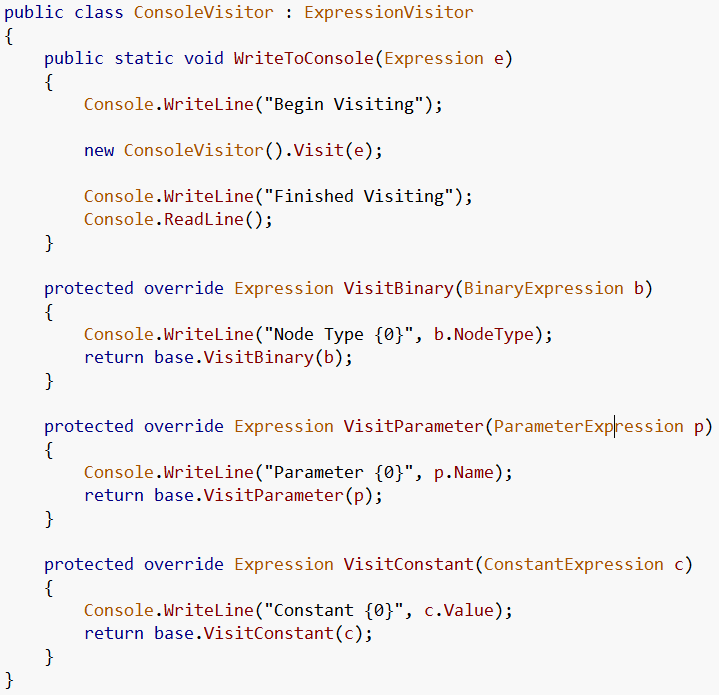 public class ConsoleVisitor : ExpressionVisitor
{
    public static void WriteToConsole(Expression e)
    {
        Console.WriteLine("Begin Visiting");

        new ConsoleVisitor().Visit(e);

        Console.WriteLine("Finished Visiting");
        Console.ReadLine();
    }

    protected override Expression VisitBinary(BinaryExpression b)
    {
        Console.WriteLine("Node Type {0}", b.NodeType);
        return base.VisitBinary(b);
    }

    protected override Expression VisitParameter(ParameterExpression p)
    {
        Console.WriteLine("Parameter {0}", p.Name);
        return base.VisitParameter(p);
    }

    protected override Expression VisitConstant(ConstantExpression c)
    {
        Console.WriteLine("Constant {0}", c.Value);
        return base.VisitConstant(c);
    }
}